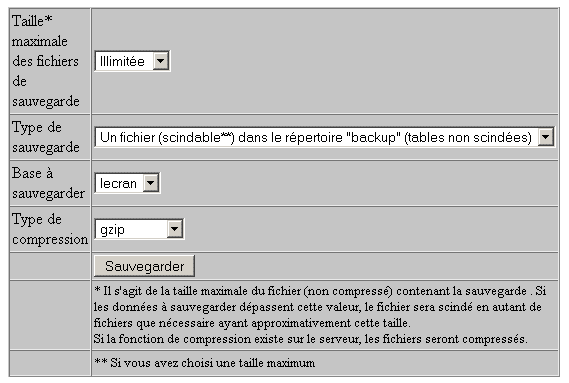 Taille*
maximale
des fichiers
de
sauvegarde
Illimitée
Type de
sauvegarde
Un fichier (scindable**) dans le répertoire "backup" (tables non scindées)
Base à
sauvegarder
lecran
Type de
compression
gzip
Sauvegarder
* Il s'agit de la taille maximale du fichier (non compressé) contenant la sauvegarde . Si
les données à sauvegarder dépassent cette valeur, le fichier sera scindé en autant de
fichiers que nécessaire ayant approximativement cette taille.
Si la fonction de compression existe sur le serveur, les fichiers seront compressés.
** Si vous avez choisi une taille maximum